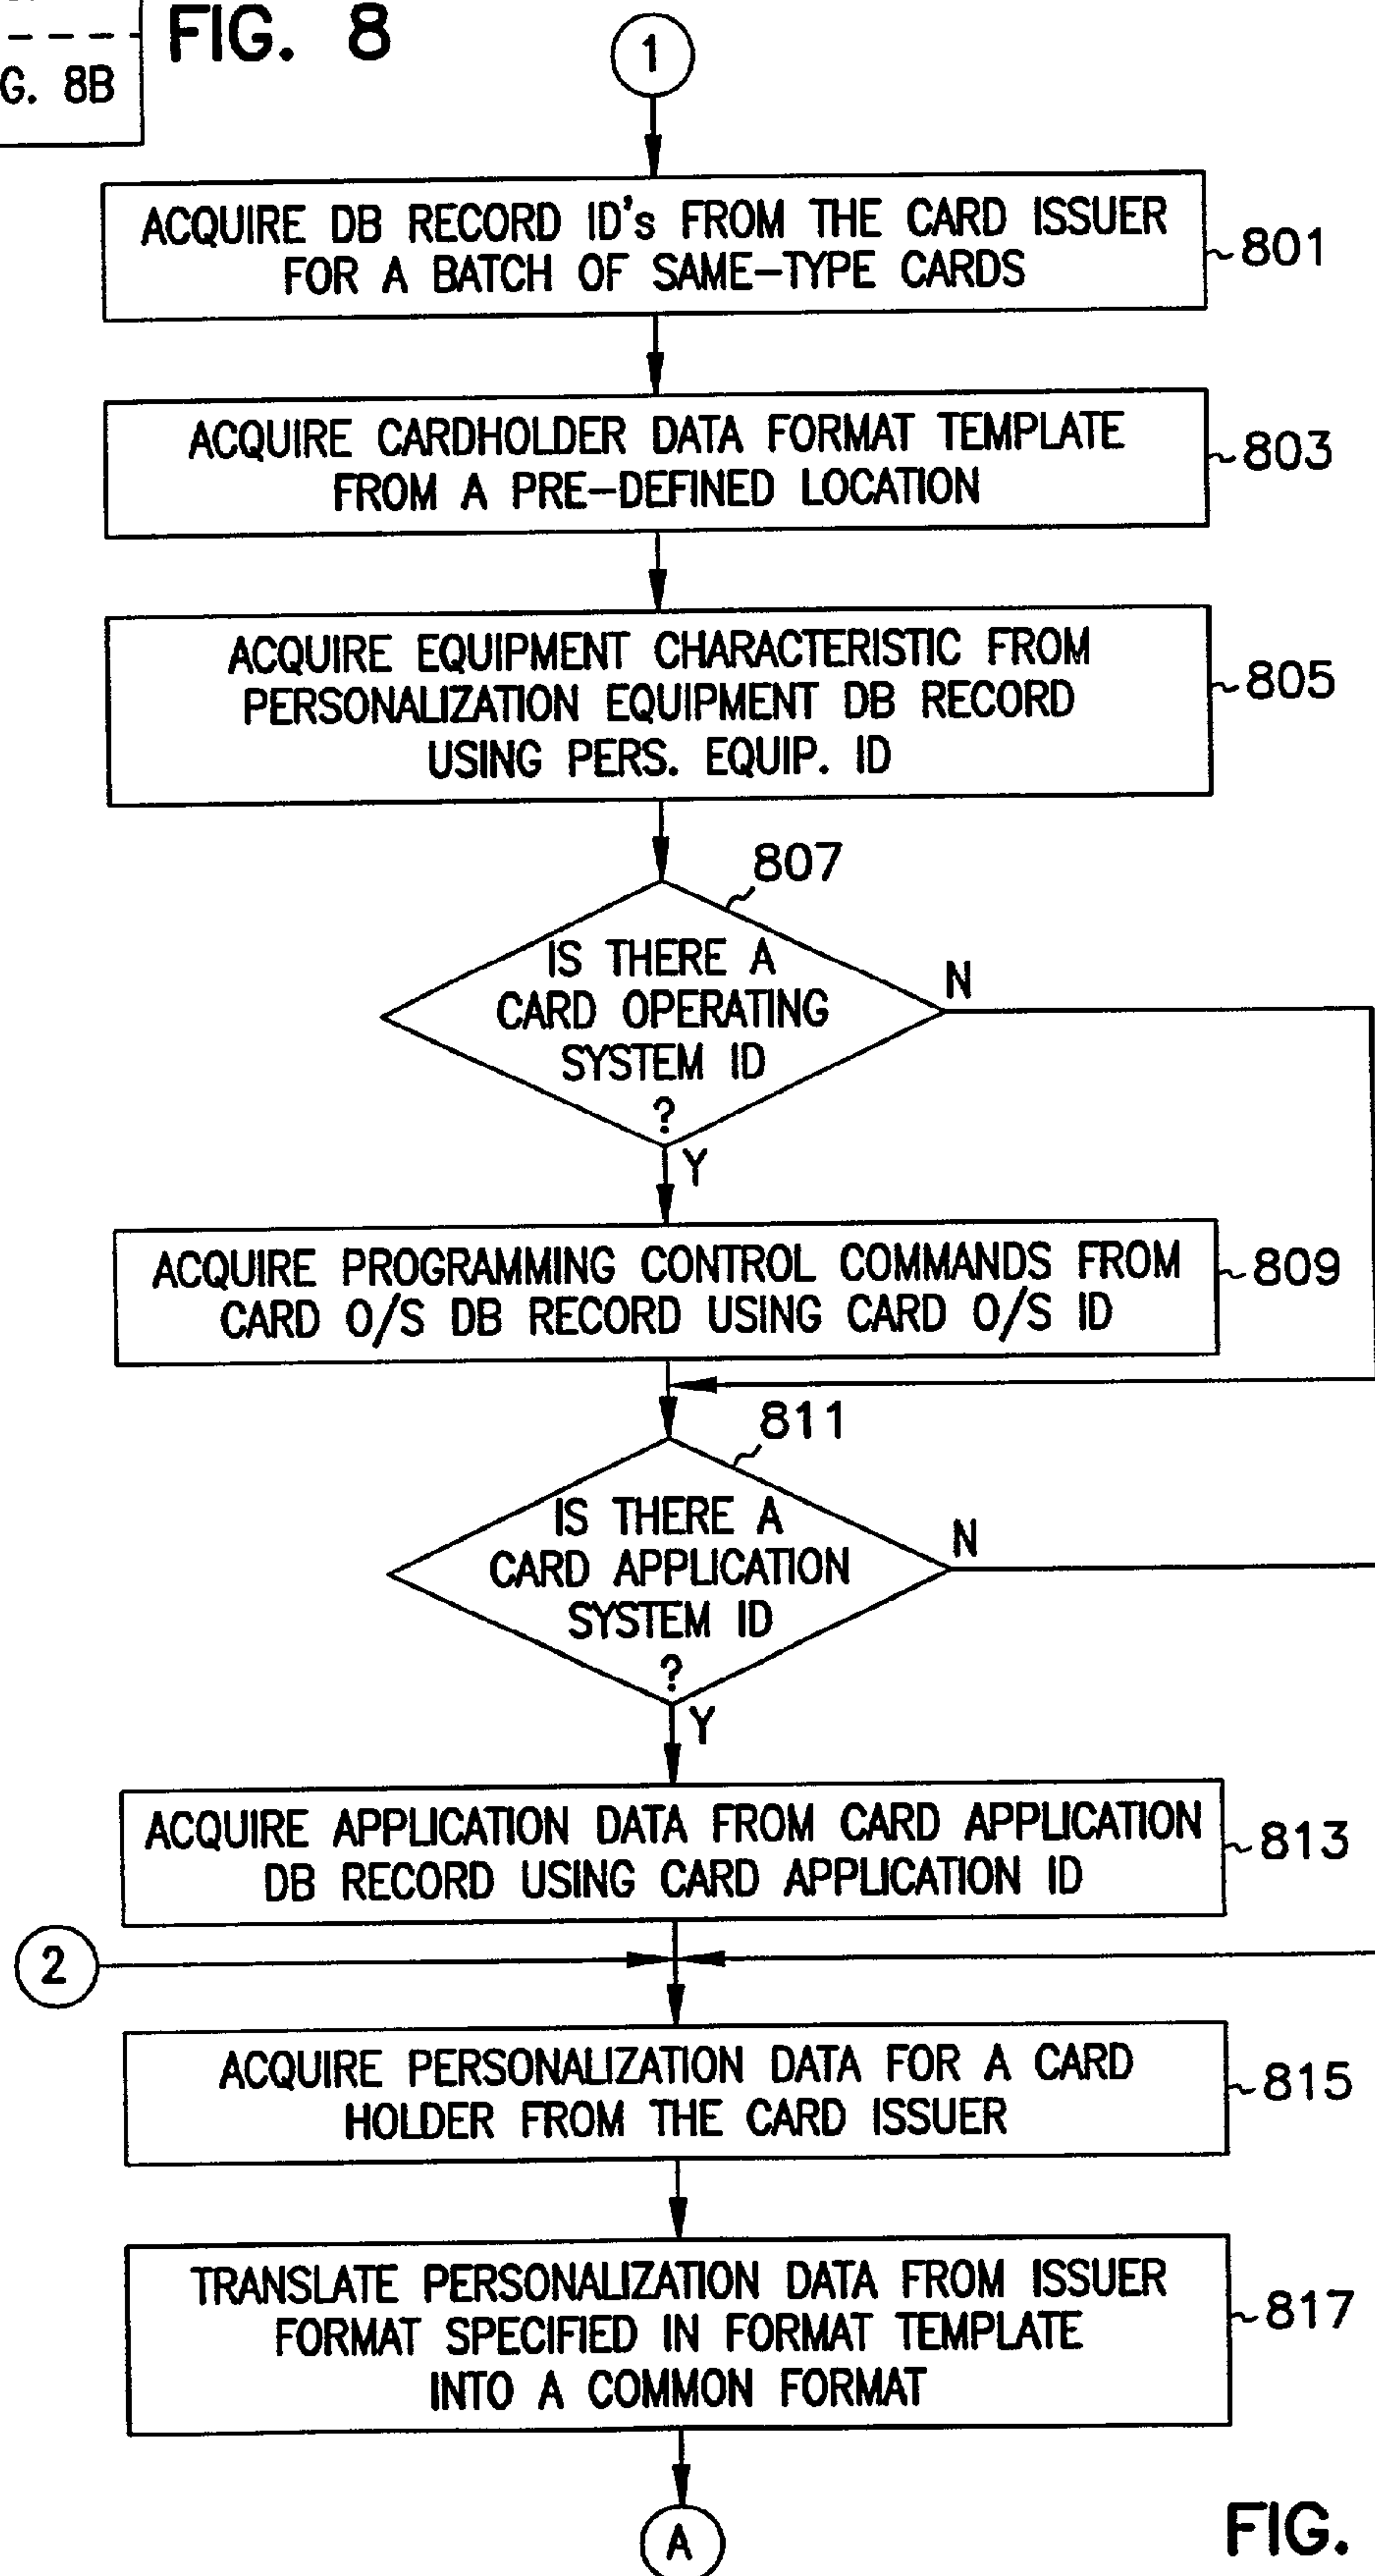 FIG. 8
G. 8B
1
ACQUIRE DB RECORD ID's FROM THE CARD ISSUER
FOR A BATCH OF SAME-TYPE CARDS
801
ACQUIRE CARDHOLDER DATA FORMAT TEMPLATE
FROM A PRE-DEFINED LOCATION
803
ACQUIRE EQUIPMENT CHARACTERISTIC FROM
PERSONALIZATION EQUIPMENT DB RECORD
USING PERS. EQUIP. ID
805
807
IS THERE A
CARD OPERATING
SYSTEM ID
?
N
Y
ACQUIRE PROGRAMMING CONTROL COMMANDS FROM
CARD O/S DB RECORD USING CARD O/S ID
809
811
IS THERE A
CARD APPLICATION
SYSTEM ID
?
N
Y
ACQUIRE APPLICATION DATA FROM CARD APPLICATION
DB RECORD USING CARD APPLICATION ID
813
2
ACQUIRE PERSONALIZATION DATA FOR A CARD
HOLDER FROM THE CARD ISSUER
815
TRANSLATE PERSONALIZATION DATA FROM ISSUER
FORMAT SPECIFIED IN FORMAT TEMPLATE
INTO A COMMON FORMAT
817
A
FIG.